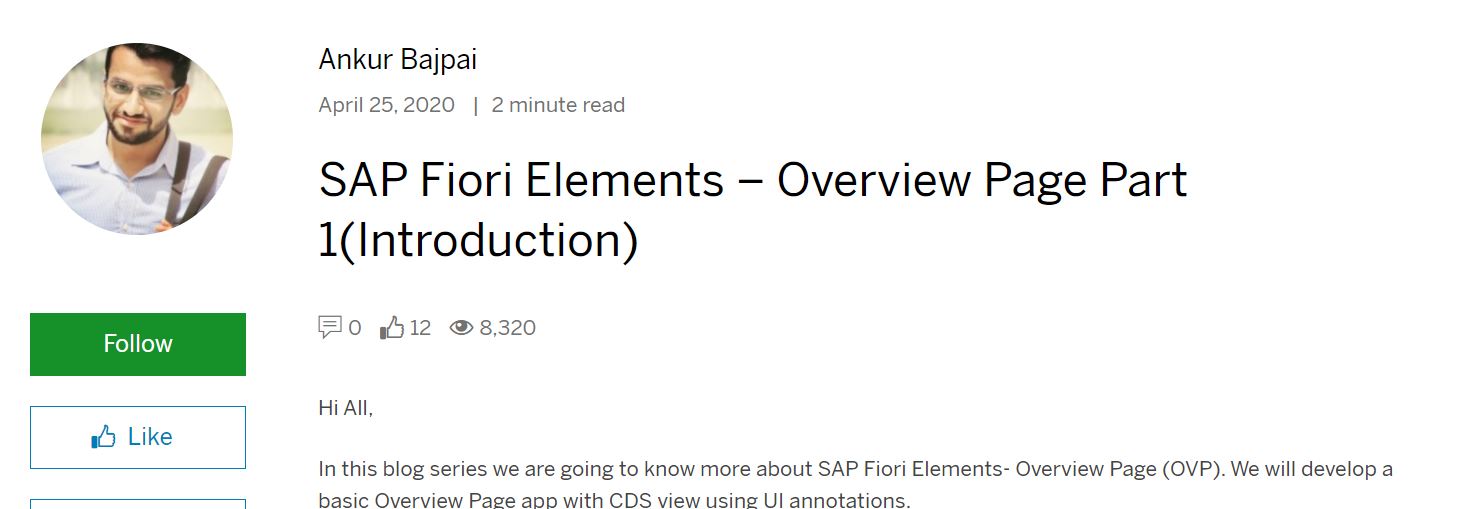 Ankur Bajpai
April 25, 2020 | 2 minute read
SAP Fiori Elements – Overview Page Part
1(Introduction)
0 12 8,320
Follow
Hi All,
Like
In this blog series we are going to know more about SAP Fiori Elements- Overview Page (OVP). We will develop a
basic Overview Page app with CDS view using UI annotations.